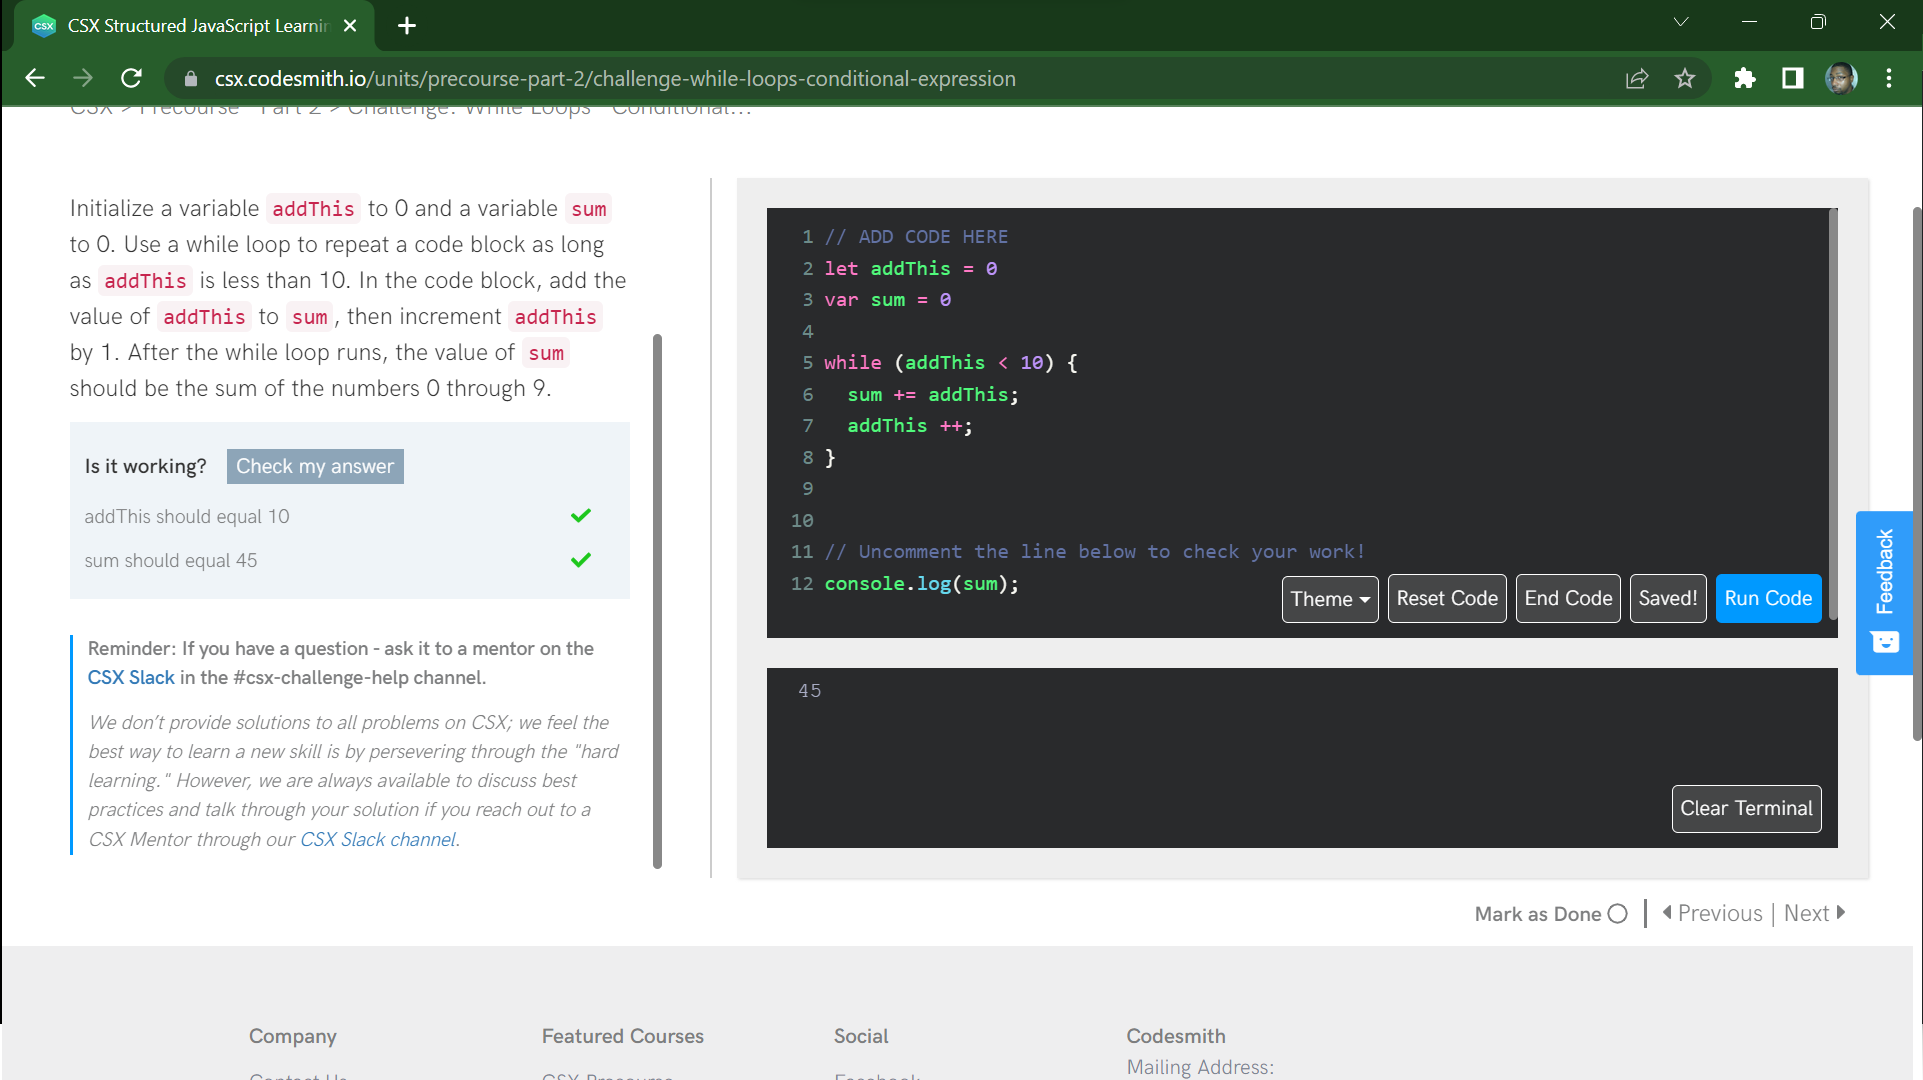 CSX Structured JavaScript Learnin
csx.codesmith.io/units/precourse-part-2/challenge-while-loops-conditional-expression
CSX > Precourse - Part 2 > Challenge: While Loops - Conditional...
Initialize a variable addThis to 0 and a variable sum
to 0. Use a while loop to repeat a code block as long
as addThis is less than 10. In the code block, add the
value of addThis to sum, then increment addThis
by 1. After the while loop runs, the value of sum
should be the sum of the numbers 0 through 9.
Is it working? Check my answer
addThis should equal 10
sum should equal 45
Reminder: If you have a question - ask it to a mentor on the
CSX Slack in the #csx-challenge-help channel.
We don't provide solutions to all problems on CSX; we feel the
best way to learn a new skill is by persevering through the "hard
learning." However, we are always available to discuss best
practices and talk through your solution if you reach out to a
CSX Mentor through our CSX Slack channel.
1 // ADD CODE HERE
2 let addThis = 0
3 var sum = 0
4
5 while (addThis < 10) {
6 sum += addThis;
7 addThis ++;
8 }
9
10
11 // Uncomment the line below to check your work!
12 console.log(sum);
Theme Reset Code End Code Saved! Run Code
45
Clear Terminal
Feedback
Mark as Done | Previous | Next
Company
Featured Courses
Social
Codesmith
Contact Us
CSX Precourse
Facebook
Mailing Address: